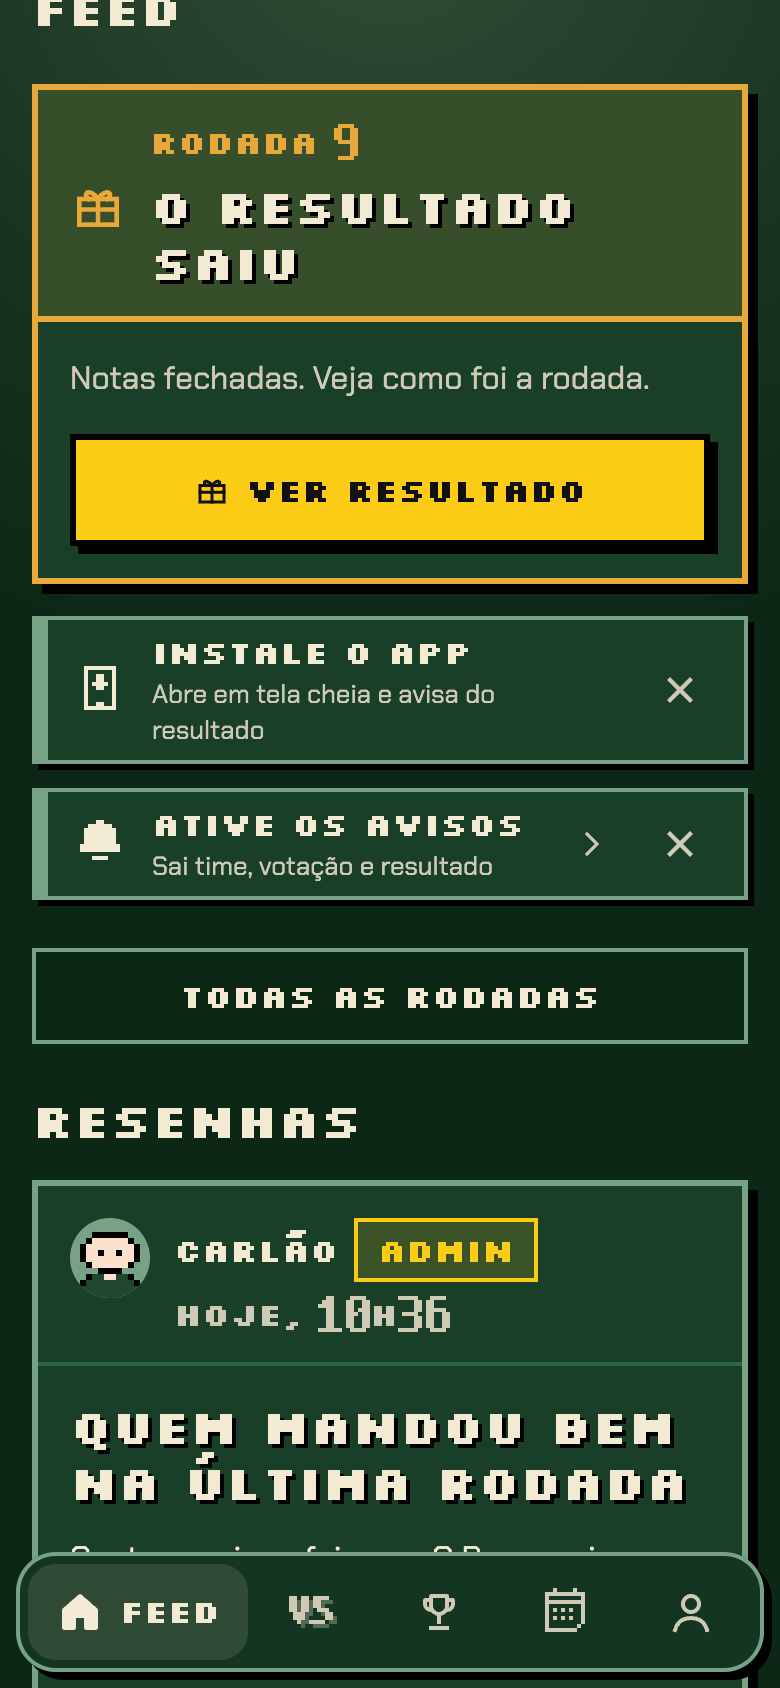 FEED
RODADA 9
O RESULTADO
SAIU
Notas fechadas. Veja como foi a rodada.
VER RESULTADO
INSTALE O APP
Abre em tela cheia e avisa do
resultado
ATIVE OS AVISOS
Sai time, votação e resultado
TODAS AS RODADAS
RESENHAS
CARLÃO ADMIN
HOJE, 10H36
QUEM MANDOU BEM
NA ÚLTIMA RODADA
FEED VS